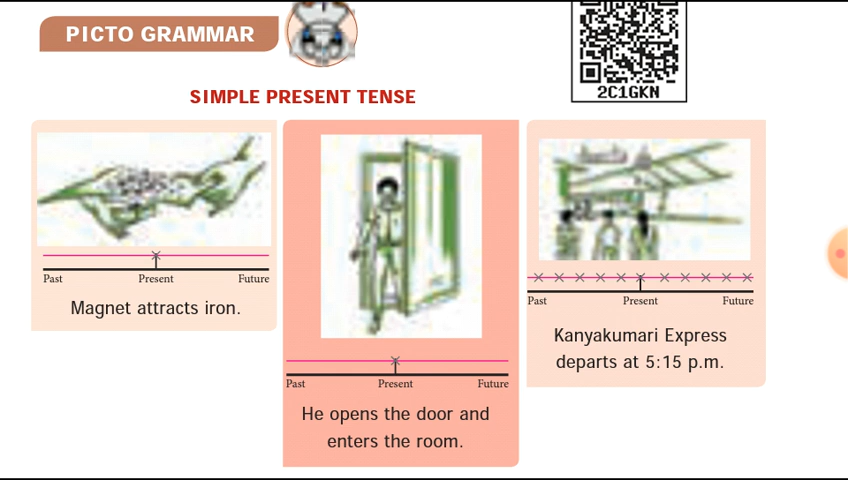 PICTO GRAMMAR
2C1GKN
SIMPLE PRESENT TENSE
Past Present Future
Magnet attracts iron.
Past Present Future
He opens the door and
enters the room.
Past Present Future
Kanyakumari Express
departs at 5:15 p.m.